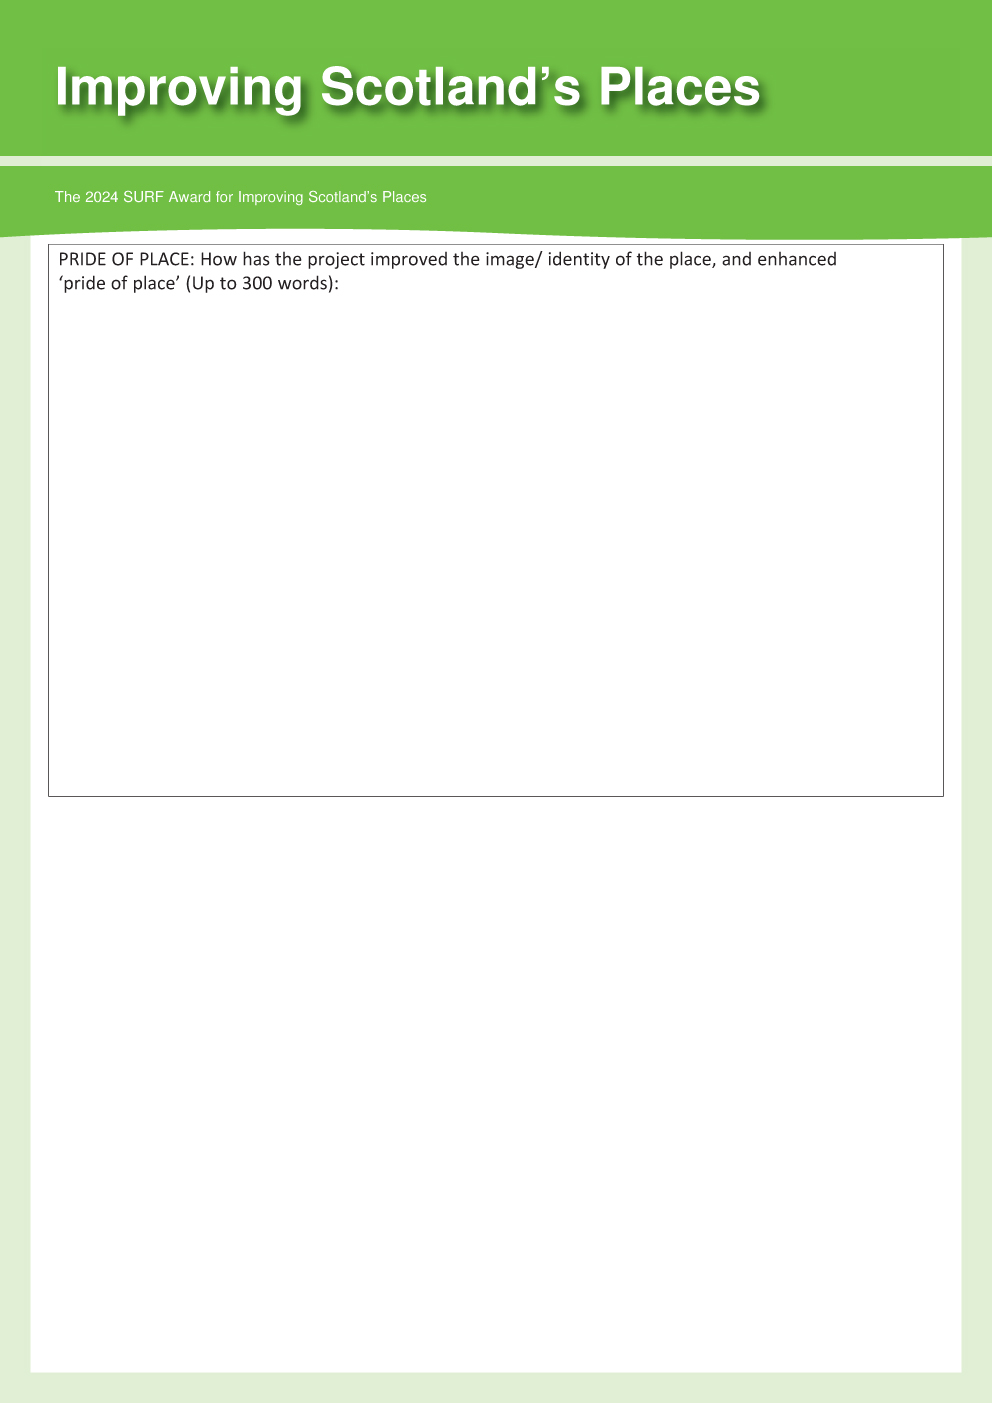 Improving Scotland’s Places
The 2024 SURF Award for Improving Scotland’s Places
PRIDE OF PLACE: How has the project improved the image/ identity of the place, and enhanced
‘pride of place’ (Up to 300 words):